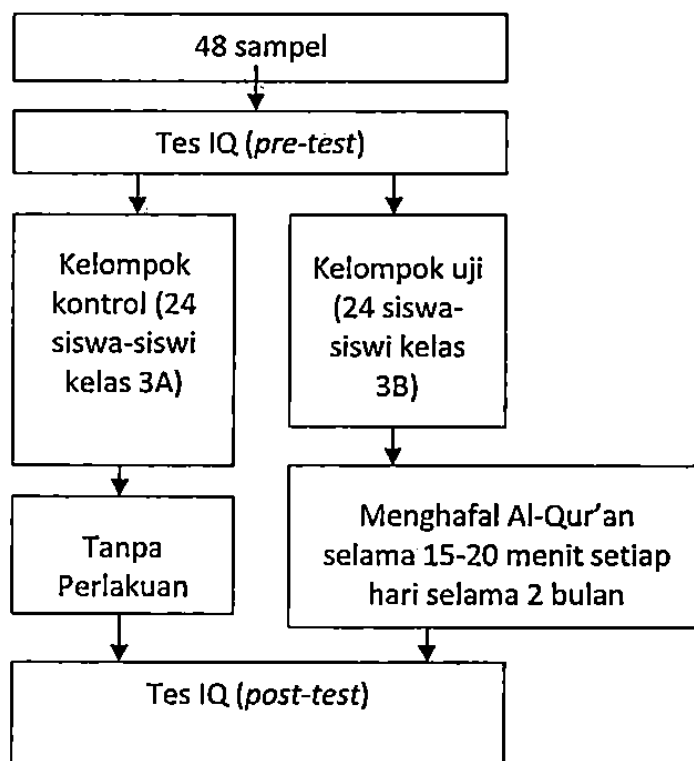 48 sampel
Tes IQ (pre-test)
Kelompok
kontrol (24
siswa-siswi
kelas 3A)
Kelompok uji
(24 siswa-
siswi kelas
3B)
Tanpa
Perlakuan
Menghafal Al-Qur'an
selama 15-20 menit setiap
hari selama 2 bulan
Tes IQ (post-test)